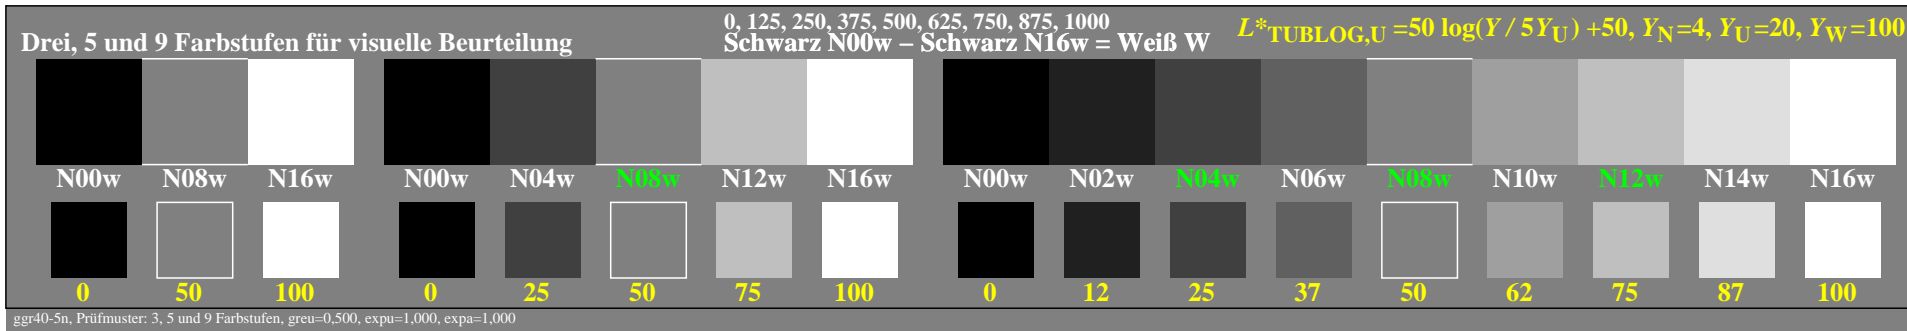 Drei, 5 und 9 Farbstufen für visuelle Beurteilung
0, 125, 250, 375, 500, 625, 750, 875, 1000
Schwarz N00w – Schwarz N16w = Weiß W
L*TUBLOG,U =50 log(Y / 5YU) +50, YN=4, YU=20, YW=100
N00w N08w N16w N00w N04w N08w N12w N16w N00w N02w N04w N06w N08w N10w N12w N14w N16w
0 50 100 0 25 50 75 100 0 12 25 37 50 62 75 87 100
ggr40-5n, Prüfmuster: 3, 5 und 9 Farbstufen, greu=0,500, expu=1,000, expa=1,000